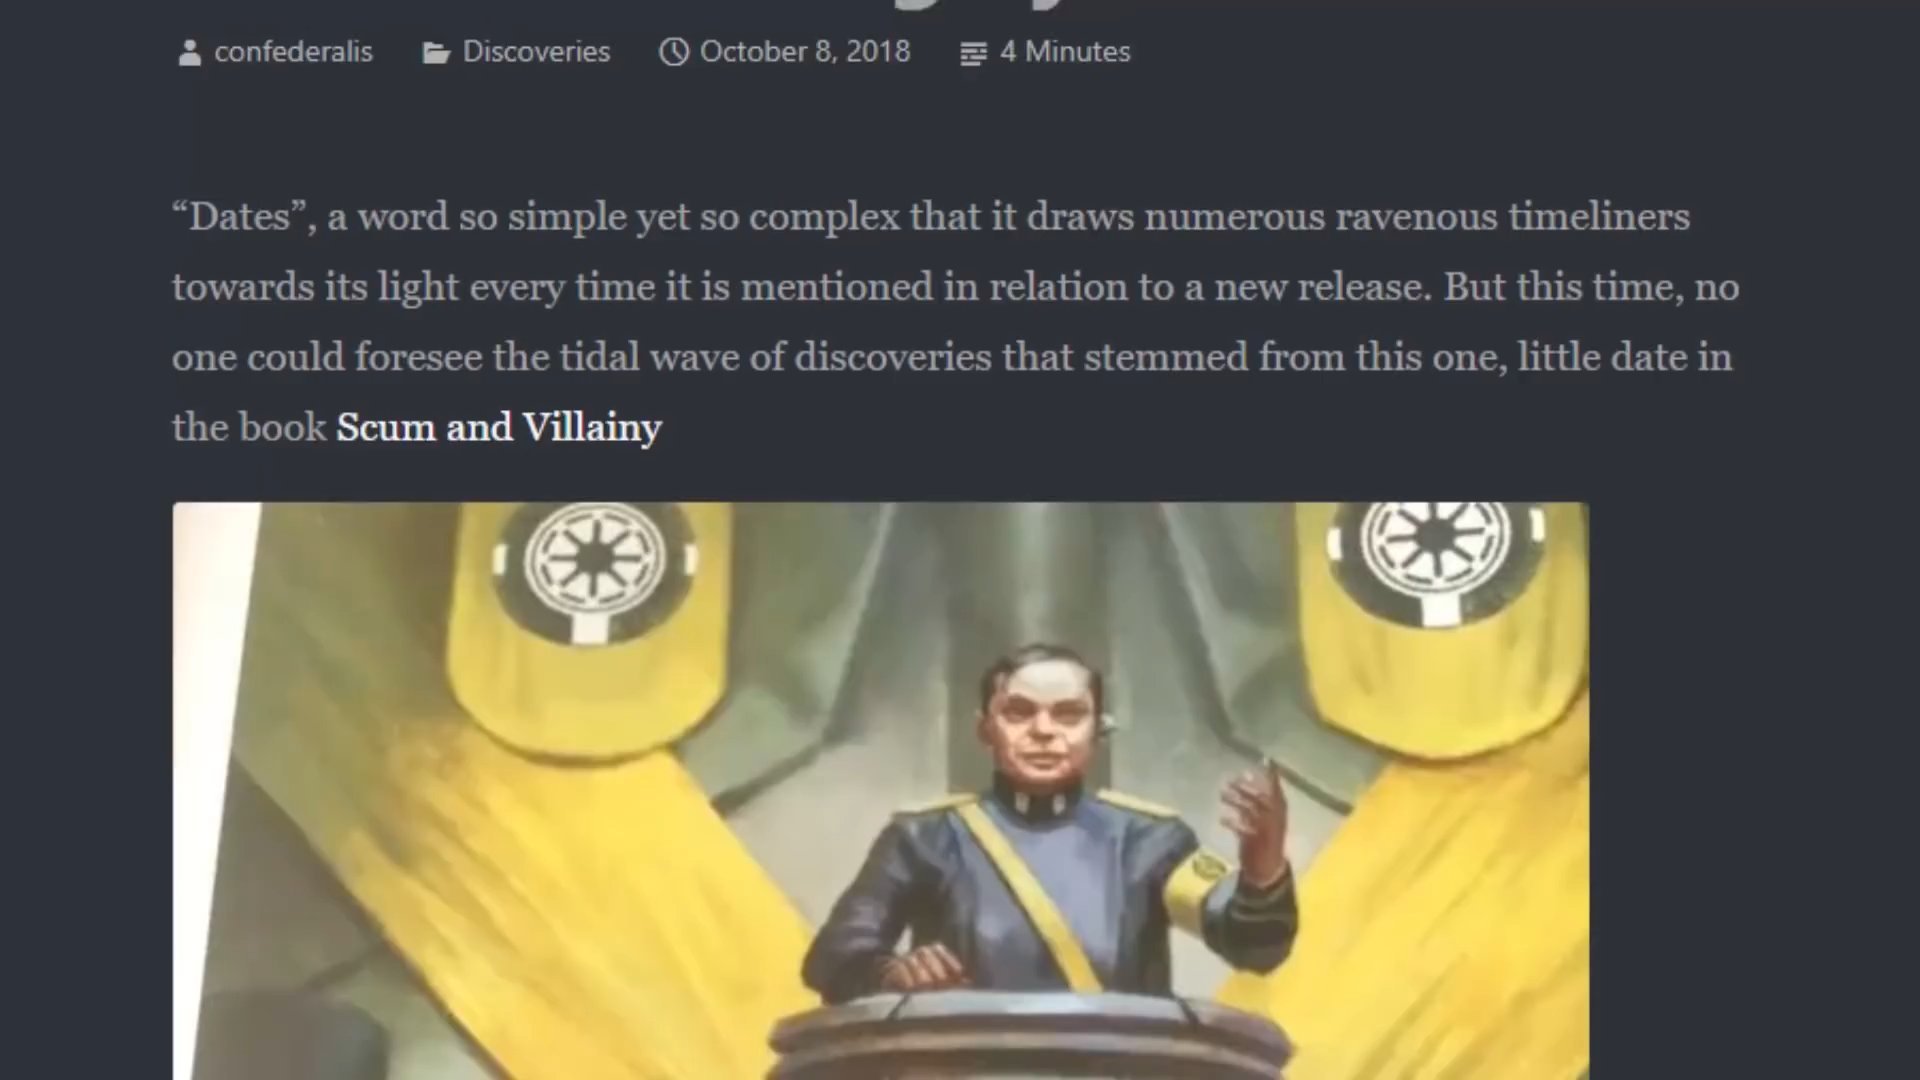 confederalis Discoveries October 8, 2018 4 Minutes
“Dates”, a word so simple yet so complex that it draws numerous ravenous timeliners
towards its light every time it is mentioned in relation to a new release. But this time, no
one could foresee the tidal wave of discoveries that stemmed from this one, little date in
the book Scum and Villainy